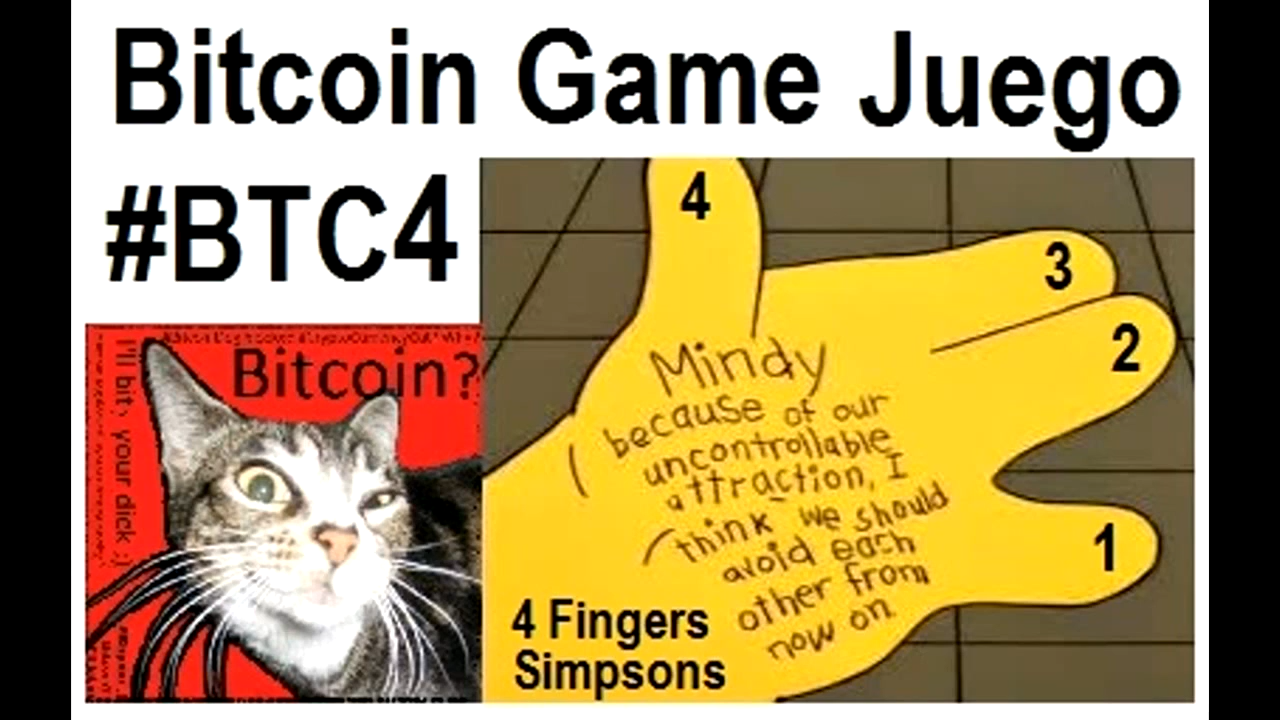 Bitcoin Game Juego
#BTC4
4
3
2
1
Mindy
because of our
uncontrollable
attraction, I
think we should
avoid each
other from
now on
4 Fingers
Simpsons
Bitcoin?
I'll bit, your dick :)